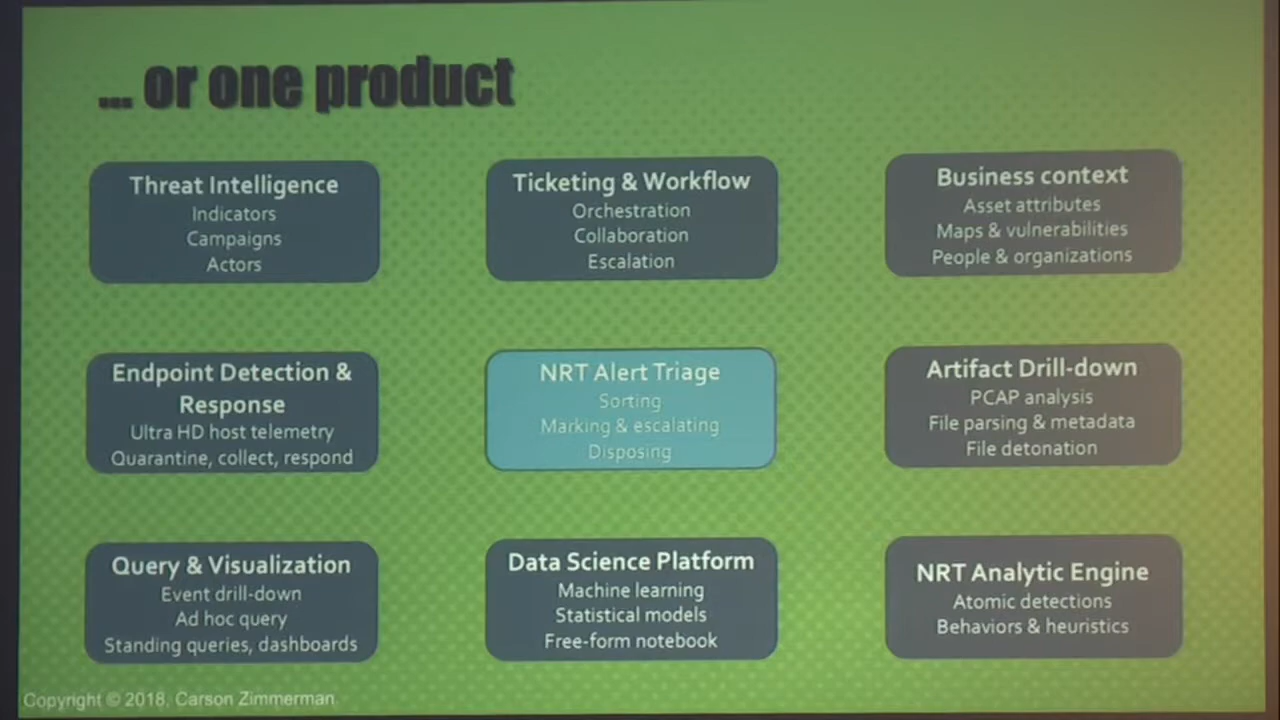 ... or one product
Threat Intelligence
Indicators
Campaigns
Actors
Ticketing & Workflow
Orchestration
Collaboration
Escalation
Business context
Asset attributes
Maps & vulnerabilities
People & organizations
Endpoint Detection &
Response
Ultra HD host telemetry
Quarantine, collect, respond
NRT Alert Triage
Sorting
Marking & escalating
Disposing
Artifact Drill-down
PCAP analysis
File parsing & metadata
File detonation
Query & Visualization
Event drill-down
Ad hoc query
Standing queries, dashboards
Data Science Platform
Machine learning
Statistical models
Free-form notebook
NRT Analytic Engine
Atomic detections
Behaviors & heuristics
Copyright © 2018, Carson Zimmerman